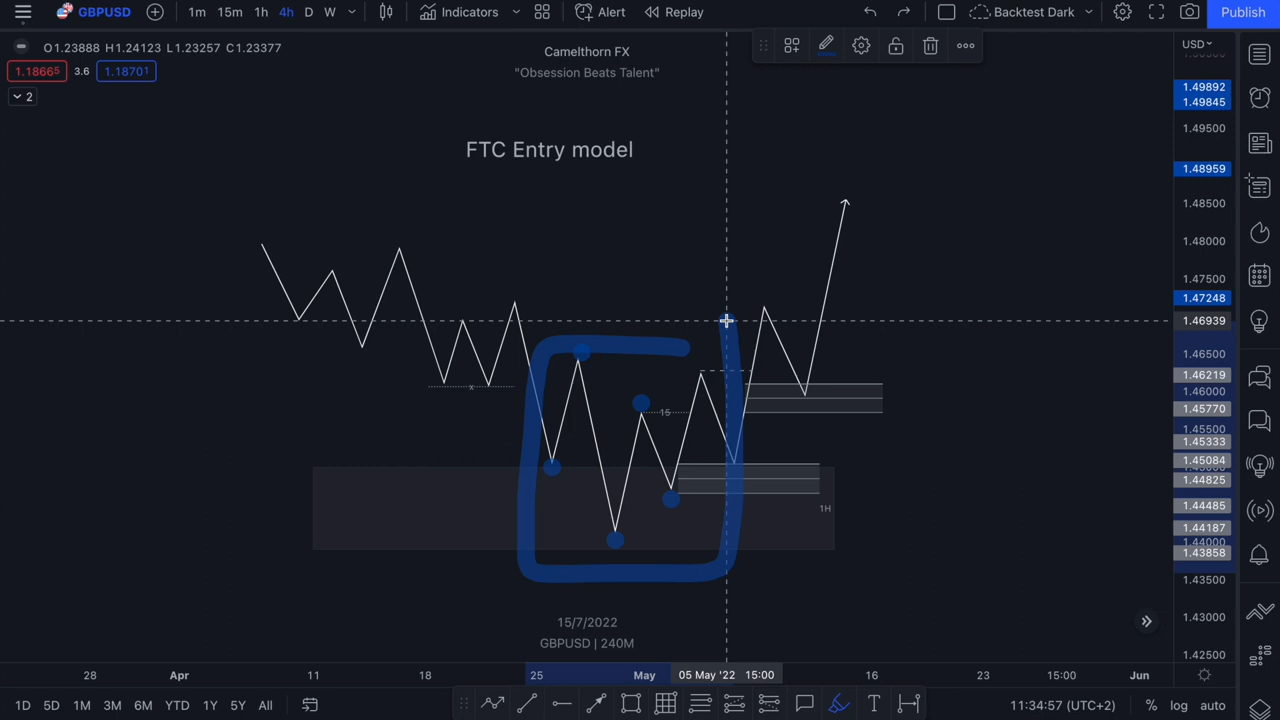 GBPUSD 1m 15m 1h 4h D W Indicators Alert Replay Backtest Dark Publish
O1.23888 H1.24123 L1.23257 C1.23377
1.18665 3.6 1.18701
2
Camelthorn FX
"Obsession Beats Talent"
FTC Entry model
x
15
1H
15/7/2022
GBPUSD | 240M
USD
1.49892
1.49845
1.49500
1.48959
1.48500
1.48000
1.47500
1.47248
1.46939
1.46500
1.46219
1.46000
1.45770
1.45500
1.45333
1.45084
1.44825
1.44485
1.44187
1.44000
1.43858
1.43500
1.43000
1.42500
28 Apr 11 18 25 May 05 May '22 15:00 16 23 15:00 Jun
1D 5D 1M 3M 6M YTD 1Y 5Y All 11:34:57 (UTC+2) % log auto